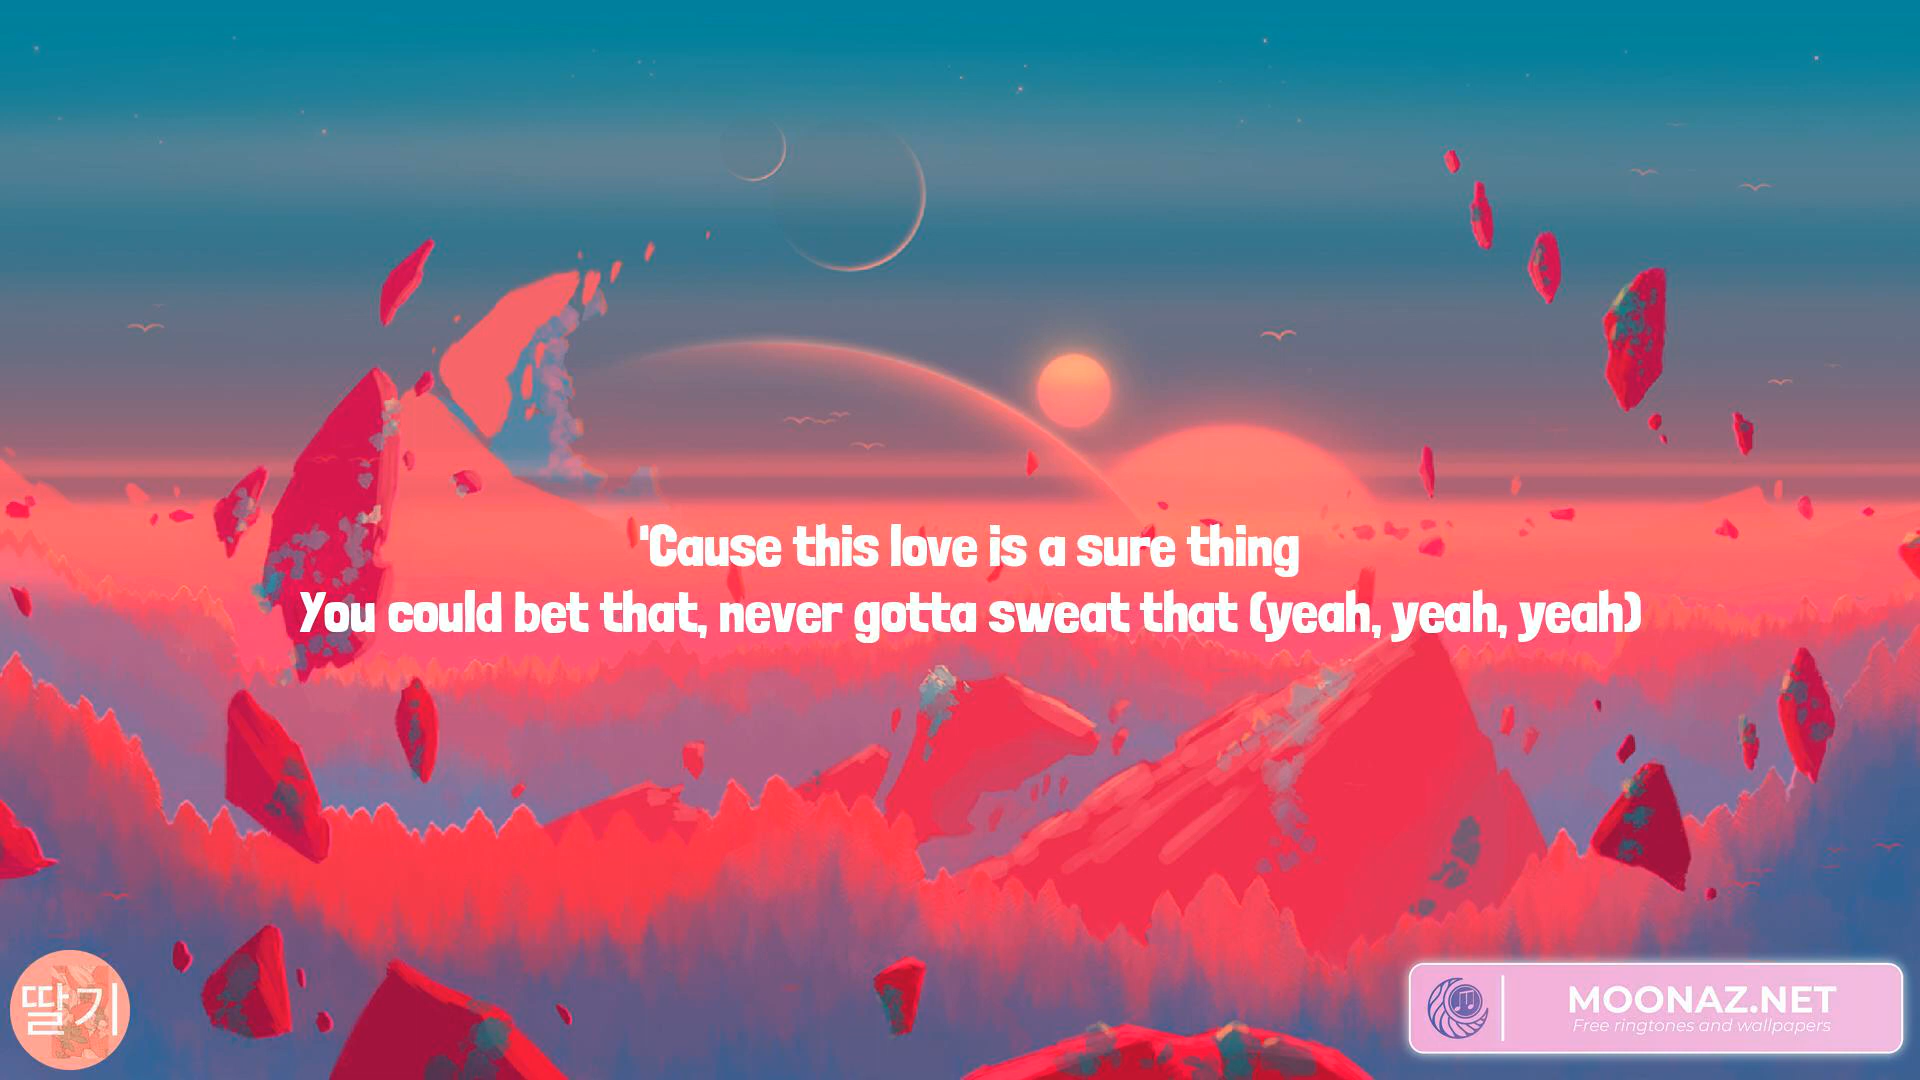 'Cause this love is a sure thing
You could bet that, never gotta sweat that (yeah, yeah, yeah)
딸기
MOONAZ.NET
Free ringtones and wallpapers